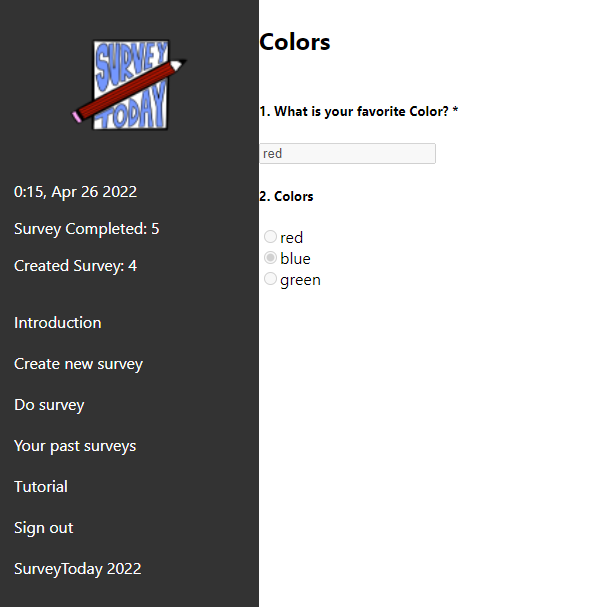 SURVEY
TODAY
0:15, Apr 26 2022
Survey Completed: 5
Created Survey: 4
Introduction
Create new survey
Do survey
Your past surveys
Tutorial
Sign out
SurveyToday 2022
Colors
1. What is your favorite Color? *
red
2. Colors
red
blue
green